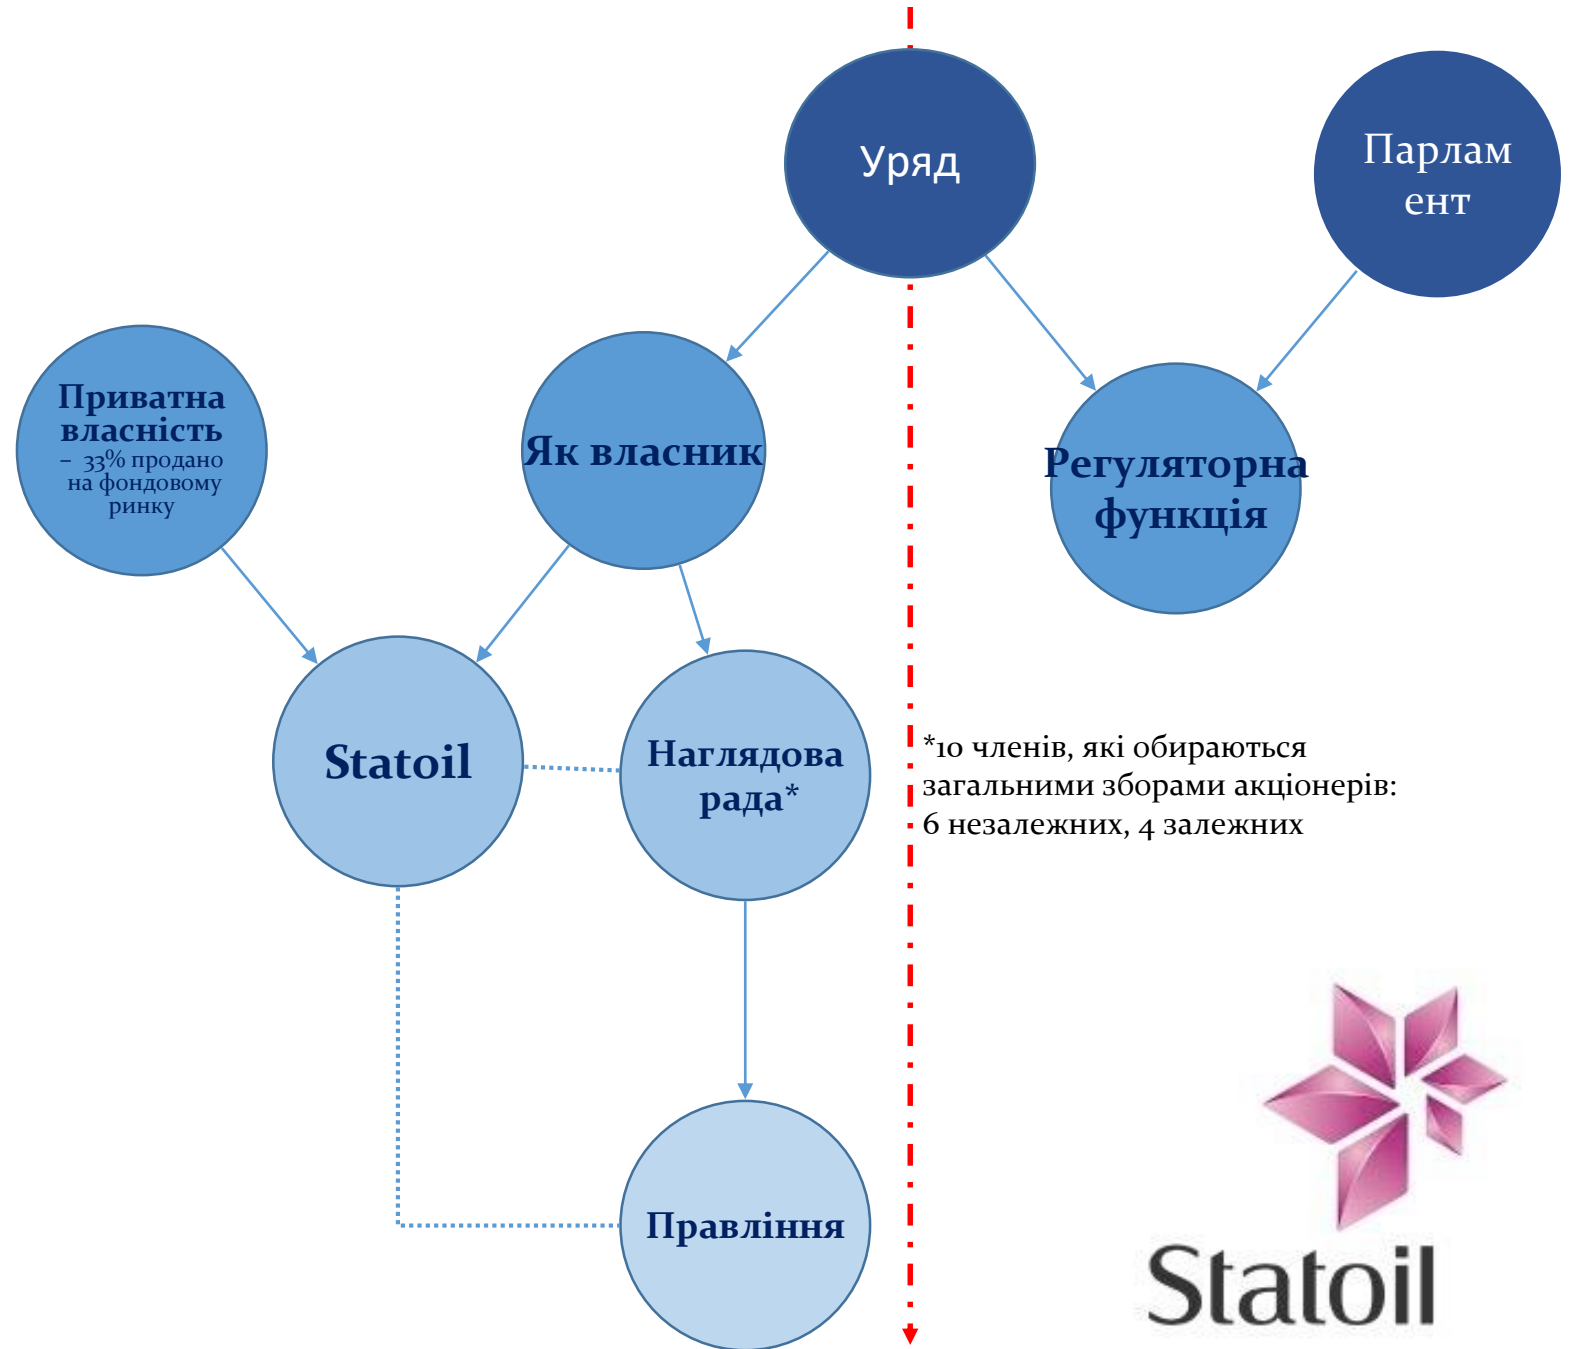 Уряд
Парлам
ент
Приватна
власність
– 33% продано
на фондовому
ринку
Як власник
Регуляторна
функція
Statoil
Наглядова
рада*
*10 членів, які обираються
загальними зборами акціонерів:
6 незалежних, 4 залежних
Правління
Statoil